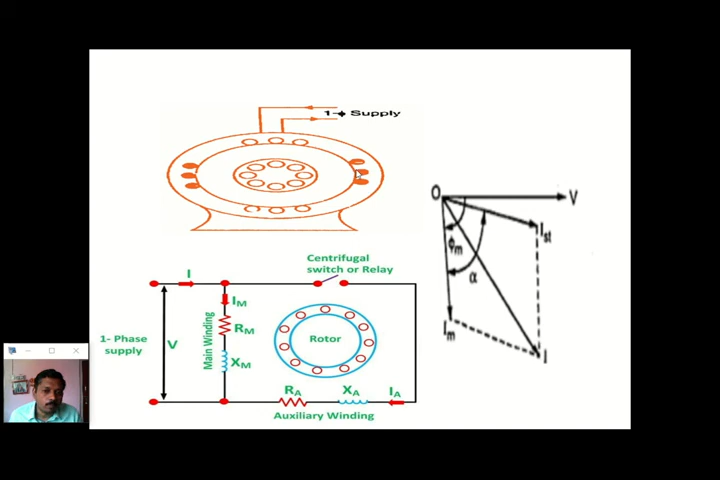 1-ϕ Supply
O
V
I st
ϕm
α
Im
I
Centrifugal
switch or Relay
I
IM
RM
1- Phase
supply
V
Main Winding
XM
Rotor
RA
XA
IA
Auxiliary Winding